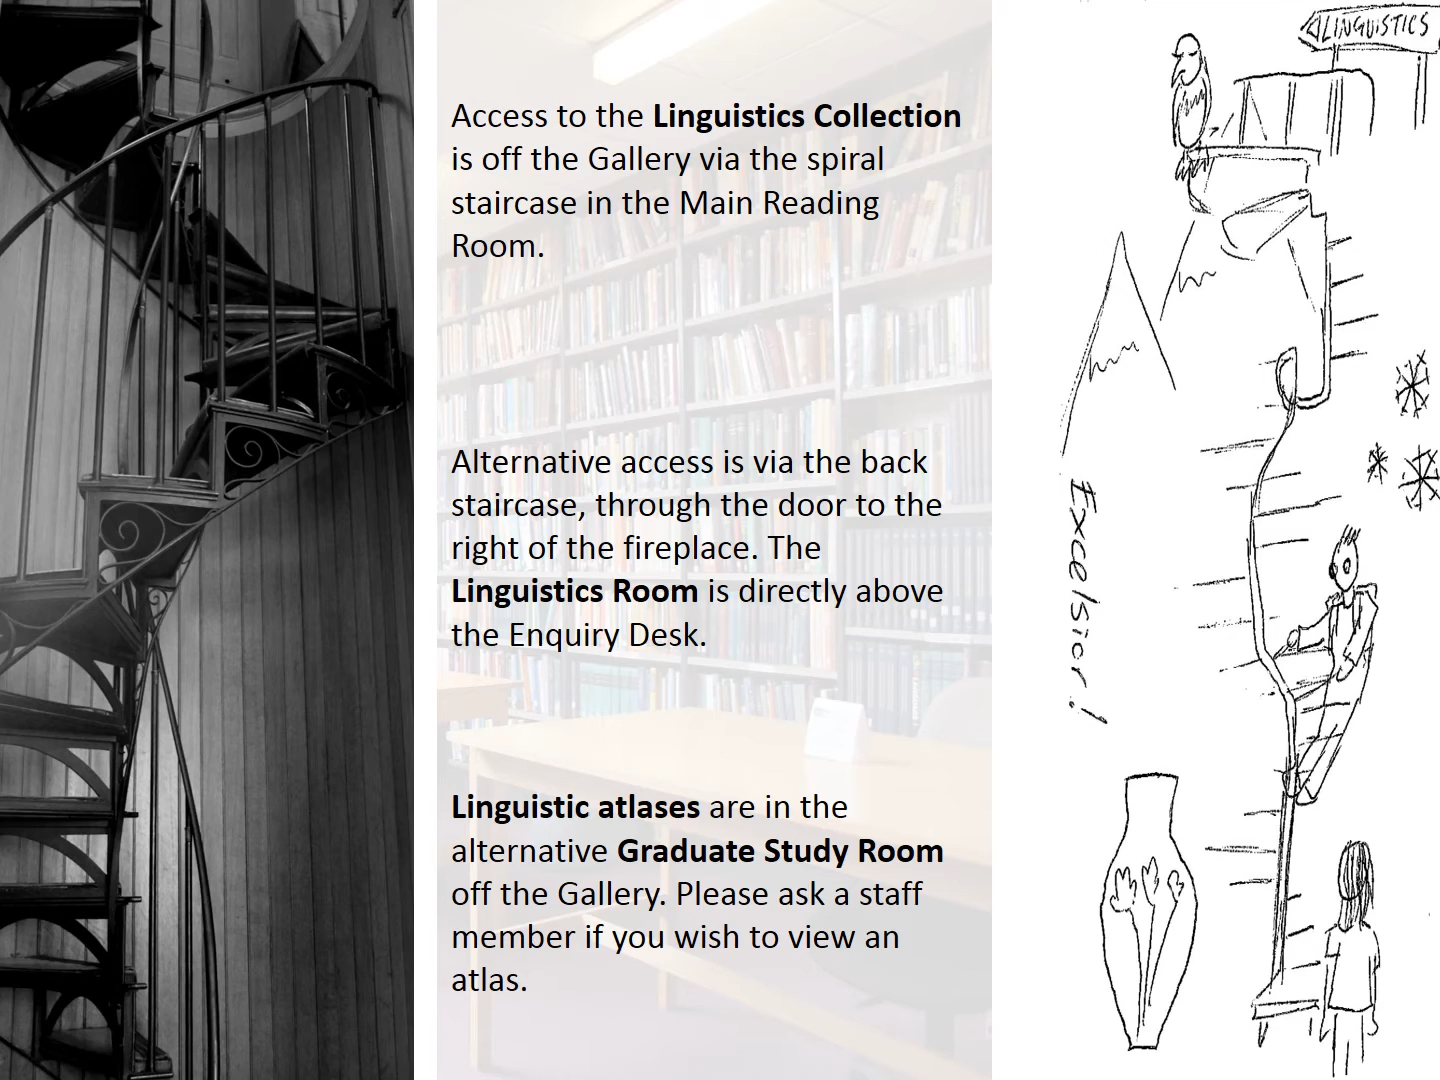 Access to the Linguistics Collection
is off the Gallery via the spiral
staircase in the Main Reading
Room.
Alternative access is via the back
staircase, through the door to the
right of the fireplace. The
Linguistics Room is directly above
the Enquiry Desk.
Linguistic atlases are in the
alternative Graduate Study Room
off the Gallery. Please ask a staff
member if you wish to view an
atlas.
LINGUISTICS
Excelsior!